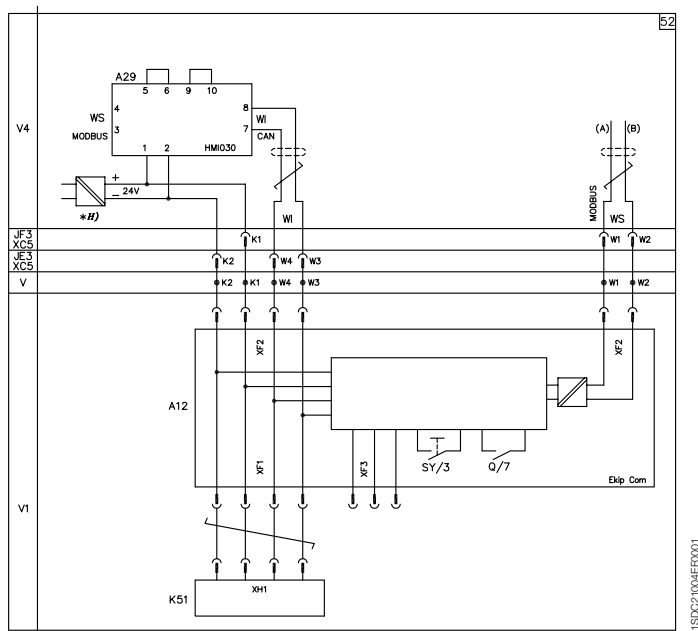 52
A29
5 6 9 10
4 8
WS WI
3 7
MODBUS CAN
1 2 HMI030
V4
+
24V
–
*H)
WI
(A) (B)
MODBUS
WS
JF3
XC5
K1 W1 W2
JE3
XC5
K2 W4 W3
V
K2 K1 W4 W3 W1 W2
XF2 XF2
A12
XF1 XF3
SY/3 Q/7
Ekip Com
V1
XH1
K51
1SDC21004EF0001